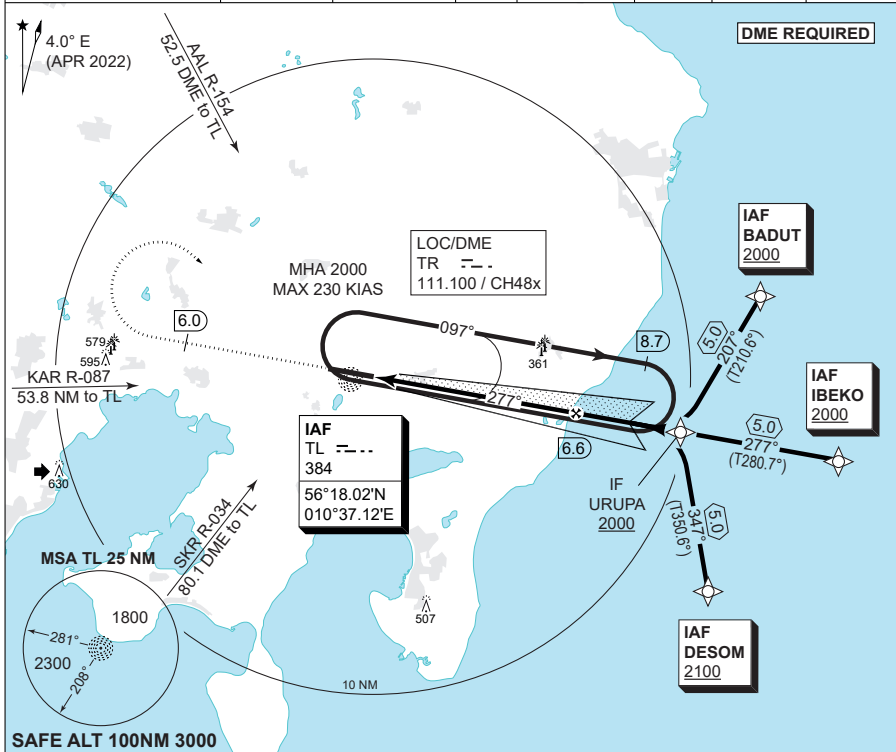 DME REQUIRED
4.0° E
(APR 2022)
AAL R-154
52.5 DME to TL
IAF
BADUT
2000
LOC/DME
TR
111.100 / CH48x
MHA 2000
MAX 230 KIAS
6.0
097°
8.7
5.0
207°
(T210.6°)
579
595
361
KAR R-087
53.8 NM to TL
277°
IAF
IBEKO
2000
5.0
277°
(T280.7°)
6.6
IAF
TL
384
56°18.02'N
010°37.12'E
IF
URUPA
2000
630
SKR R-034
80.1 DME to TL
5.0
347°
(T350.6°)
MSA TL 25 NM
1800
281°
2300
208°
507
IAF
DESOM
2100
10 NM
SAFE ALT 100NM 3000